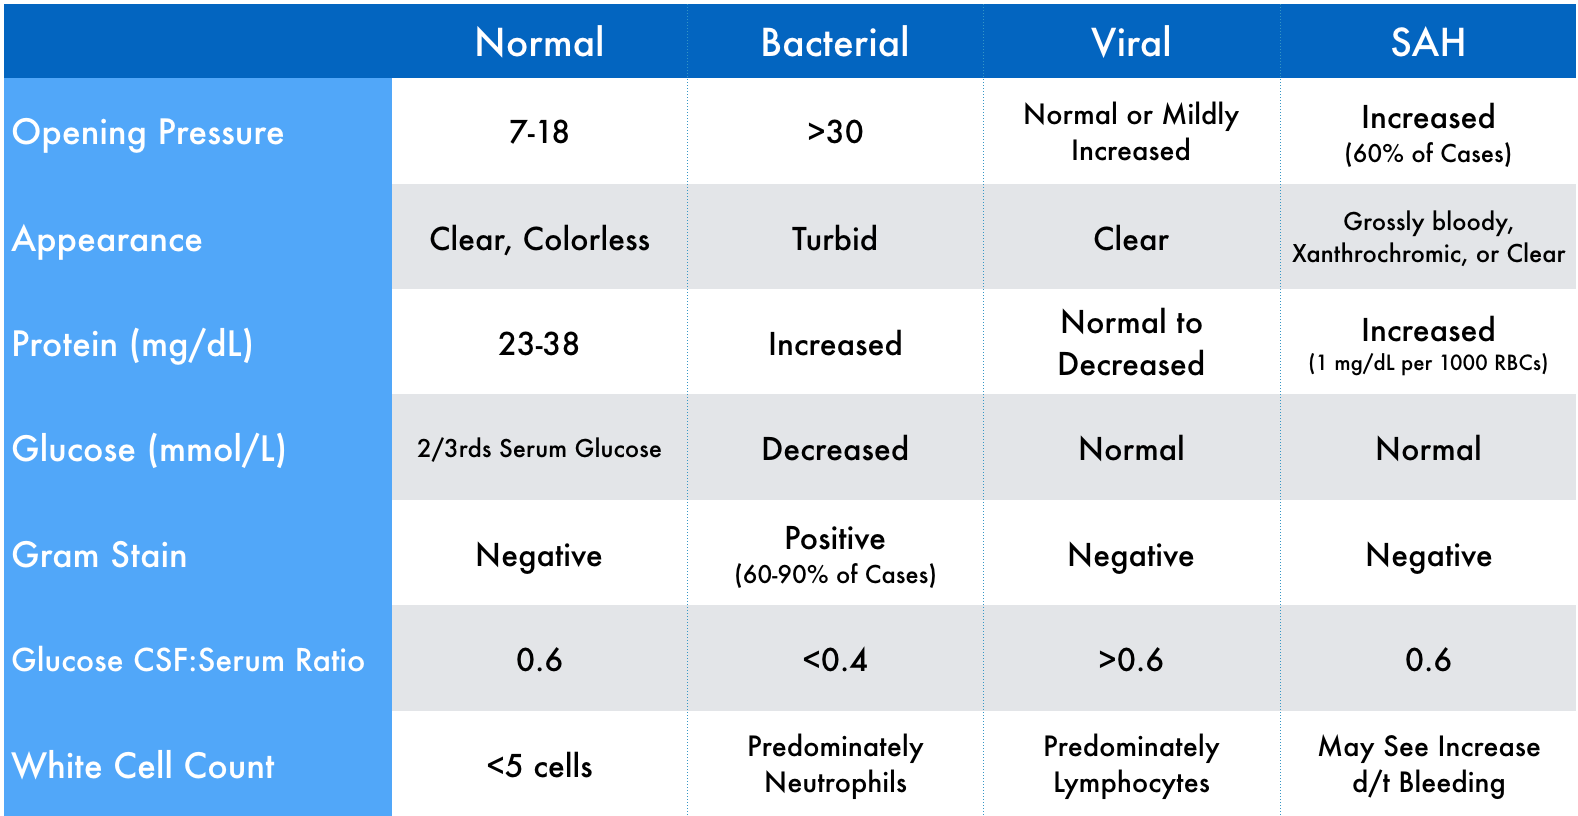 Normal Bacterial Viral SAH
Opening Pressure 7-18 >30 Normal or Mildly Increased Increased (60% of Cases)
Appearance Clear, Colorless Turbid Clear Grossly bloody, Xanthrochromic, or Clear
Protein (mg/dL) 23-38 Increased Normal to Decreased Increased (1 mg/dL per 1000 RBCs)
Glucose (mmol/L) 2/3rds Serum Glucose Decreased Normal Normal
Gram Stain Negative Positive (60-90% of Cases) Negative Negative
Glucose CSF:Serum Ratio 0.6 <0.4 >0.6 0.6
White Cell Count <5 cells Predominately Neutrophils Predominately Lymphocytes May See Increase d/t Bleeding